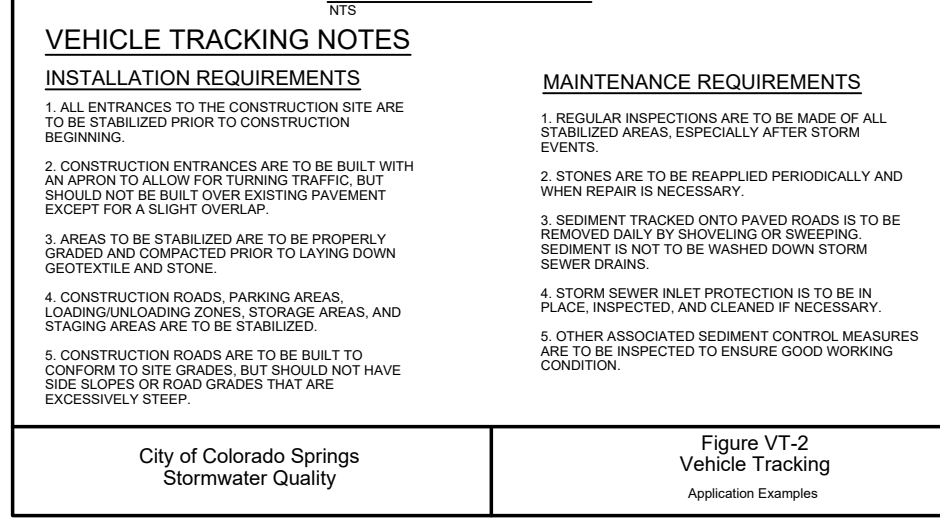 NTS
VEHICLE TRACKING NOTES
INSTALLATION REQUIREMENTS
1. ALL ENTRANCES TO THE CONSTRUCTION SITE ARE
TO BE STABILIZED PRIOR TO CONSTRUCTION
BEGINNING.
2. CONSTRUCTION ENTRANCES ARE TO BE BUILT WITH
AN APRON TO ALLOW FOR TURNING TRAFFIC, BUT
SHOULD NOT BE BUILT OVER EXISTING PAVEMENT
EXCEPT FOR A SLIGHT OVERLAP.
3. AREAS TO BE STABILIZED ARE TO BE PROPERLY
GRADED AND COMPACTED PRIOR TO LAYING DOWN
GEOTEXTILE AND STONE.
4. CONSTRUCTION ROADS, PARKING AREAS,
LOADING/UNLOADING ZONES, STORAGE AREAS, AND
STAGING AREAS ARE TO BE STABILIZED.
5. CONSTRUCTION ROADS ARE TO BE BUILT TO
CONFORM TO SITE GRADES, BUT SHOULD NOT HAVE
SIDE SLOPES OR ROAD GRADES THAT ARE
EXCESSIVELY STEEP.
MAINTENANCE REQUIREMENTS
1. REGULAR INSPECTIONS ARE TO BE MADE OF ALL
STABILIZED AREAS, ESPECIALLY AFTER STORM
EVENTS.
2. STONES ARE TO BE REAPPLIED PERIODICALLY AND
WHEN REPAIR IS NECESSARY.
3. SEDIMENT TRACKED ONTO PAVED ROADS IS TO BE
REMOVED DAILY BY SHOVELING OR SWEEPING.
SEDIMENT IS NOT TO BE WASHED DOWN STORM
SEWER DRAINS.
4. STORM SEWER INLET PROTECTION IS TO BE IN
PLACE, INSPECTED, AND CLEANED IF NECESSARY.
5. OTHER ASSOCIATED SEDIMENT CONTROL MEASURES
ARE TO BE INSPECTED TO ENSURE GOOD WORKING
CONDITION.
City of Colorado Springs
Stormwater Quality
Figure VT-2
Vehicle Tracking
Application Examples